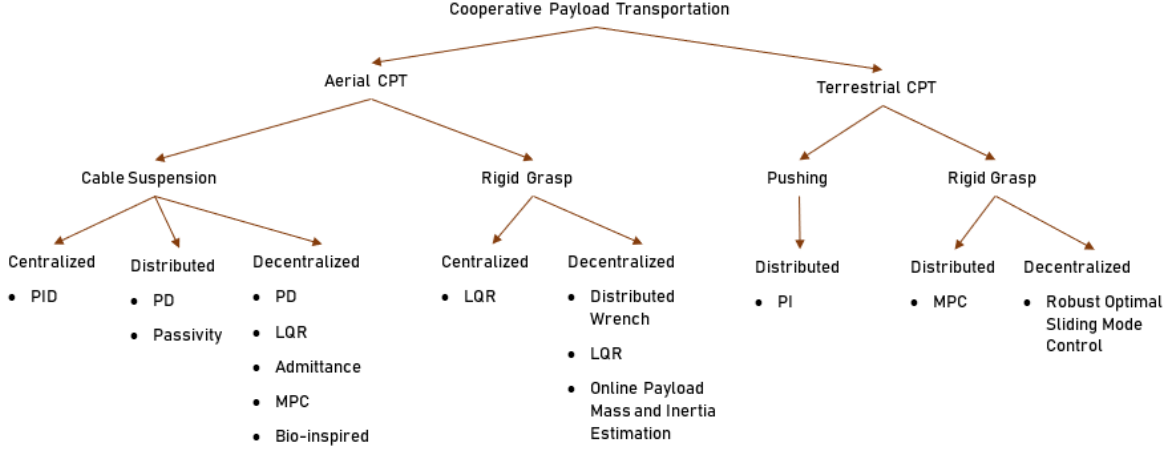 Cooperative Payload Transportation
Aerial CPT
Terrestrial CPT
Cable Suspension
Rigid Grasp
Pushing
Rigid Grasp
Centralized
• PID
Distributed
• PD
• Passivity
Decentralized
• PD
• LQR
• Admittance
• MPC
• Bio-inspired
Centralized
• LQR
Decentralized
• Distributed
Wrench
• LQR
• Online Payload
Mass and Inertia
Estimation
Distributed
• PI
Distributed
• MPC
Decentralized
• Robust Optimal
Sliding Mode
Control